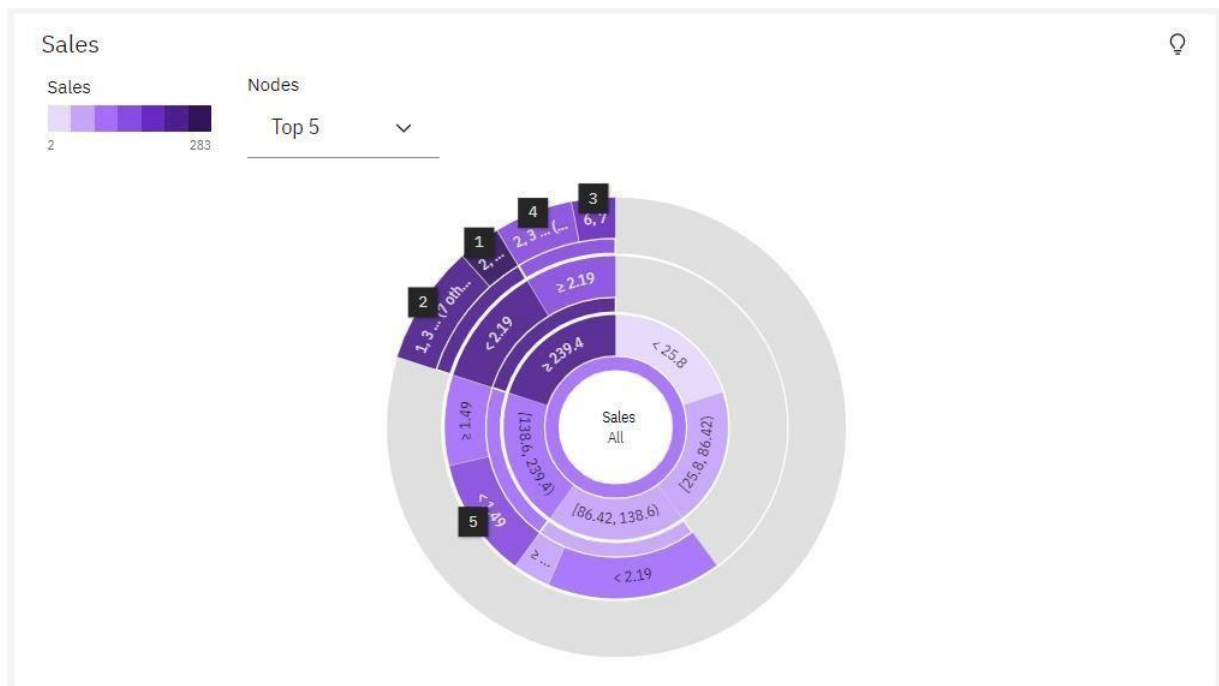 Sales
Sales
Nodes
Top 5
2
283
3
4
6, 7
1
2, 3 ... (...
2, ...
≥ 2.19
2
1, 3 ... (7 oth...
< 2.19
≥ 239.4
< 25.8
Sales
All
≥ 1.49
[138.6, 239.4)
[25.8, 86.42)
5
< 1.49
[86.42, 138.6)
≥ ...
< 2.19